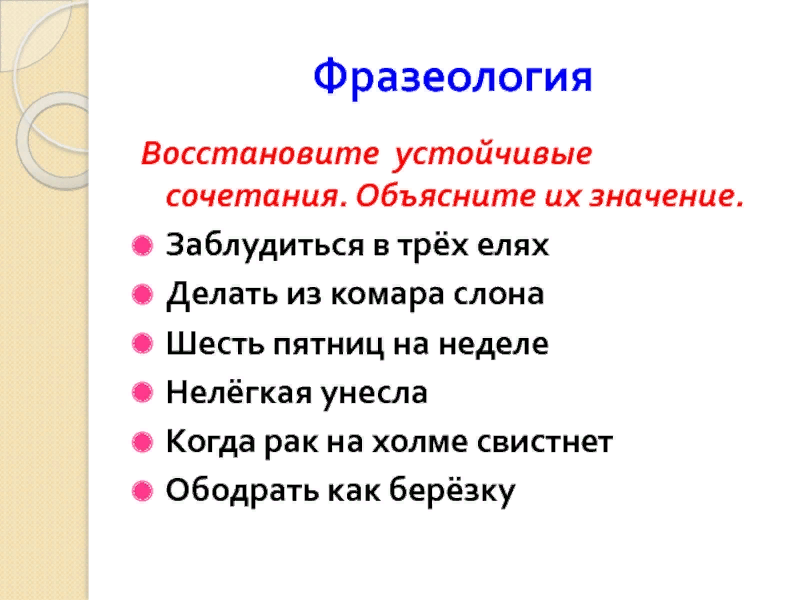 Фразеология
Восстановите устойчивые
сочетания. Объясните их значение.
Заблудиться в трёх елях
Делать из комара слона
Шесть пятниц на неделе
Нелёгкая унесла
Когда рак на холме свистнет
Ободрать как берёзку